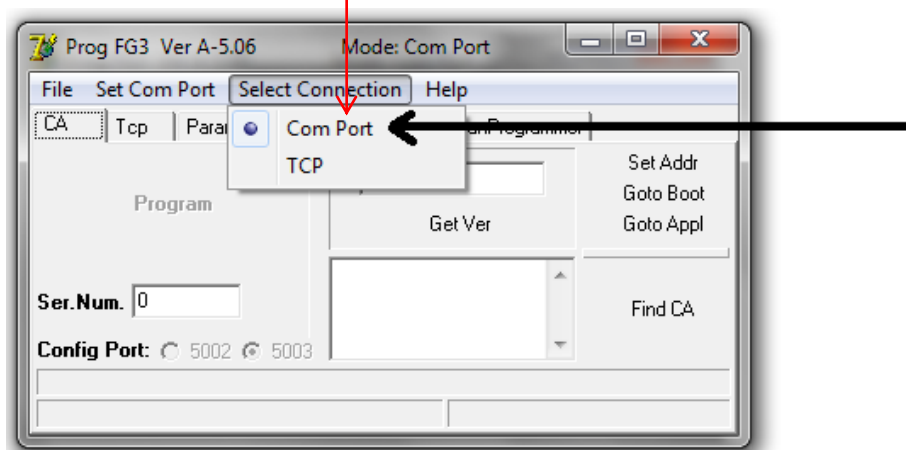 Prog FG3 Ver A-5.06 Mode: Com Port
File Set Com Port Select Connection Help
CA Tcp
Com Port
TCP
Set Addr
Goto Boot
Goto Appl
Program
Get Ver
Ser.Num. 0
Find CA
Config Port: 5002 5003